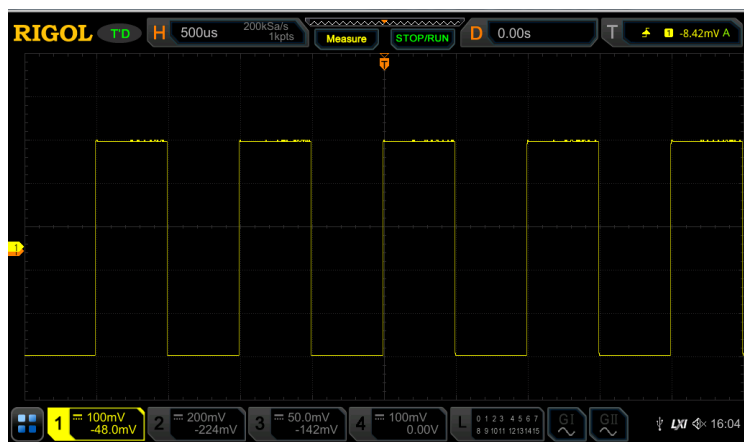 RIGOL T'D H 500us 200kSa/s 1kpts Measure STOP/RUN D 0.00s T 1 -8.42mV A
T
1
1 100mV -48.0mV 2 200mV -224mV 3 50.0mV -142mV 4 100mV 0.00V L 0 1 2 3 4 5 6 7 8 9 10 11 12 13 14 15 GI GII LXI 16:04